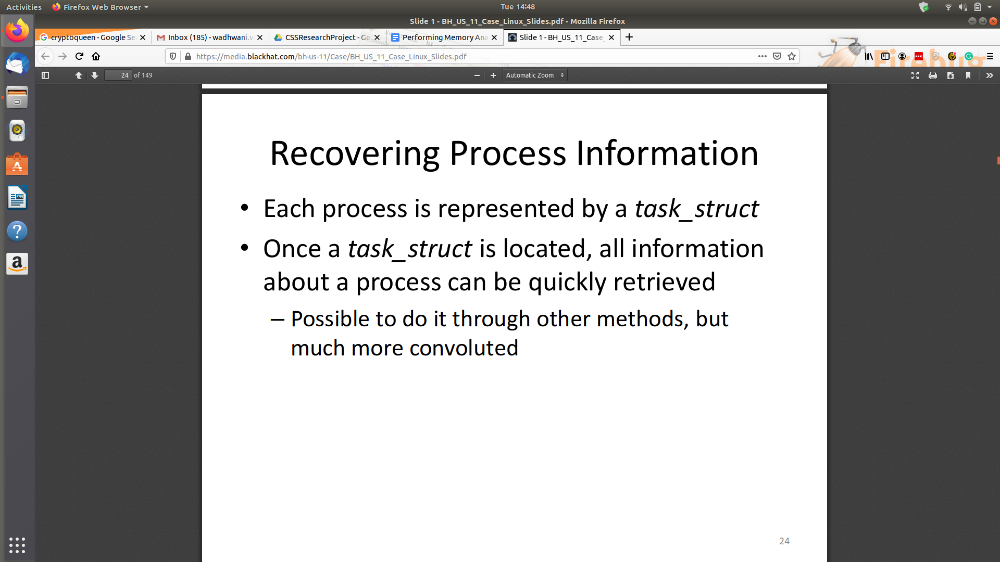 Activities Firefox Web Browser Tue 14:48
Slide 1 - BH_US_11_Case_Linux_Slides.pdf - Mozilla Firefox
cryptoqueen - Google Se Inbox (185) - wadhwani.v CSSResearchProject - Go Performing Memory Ana Slide 1 - BH_US_11_Case_
https://media.blackhat.com/bh-us-11/Case/BH_US_11_Case_Linux_Slides.pdf Firebug
24 of 149 Automatic Zoom
Recovering Process Information
• Each process is represented by a task_struct
• Once a task_struct is located, all information
about a process can be quickly retrieved
– Possible to do it through other methods, but
much more convoluted
24